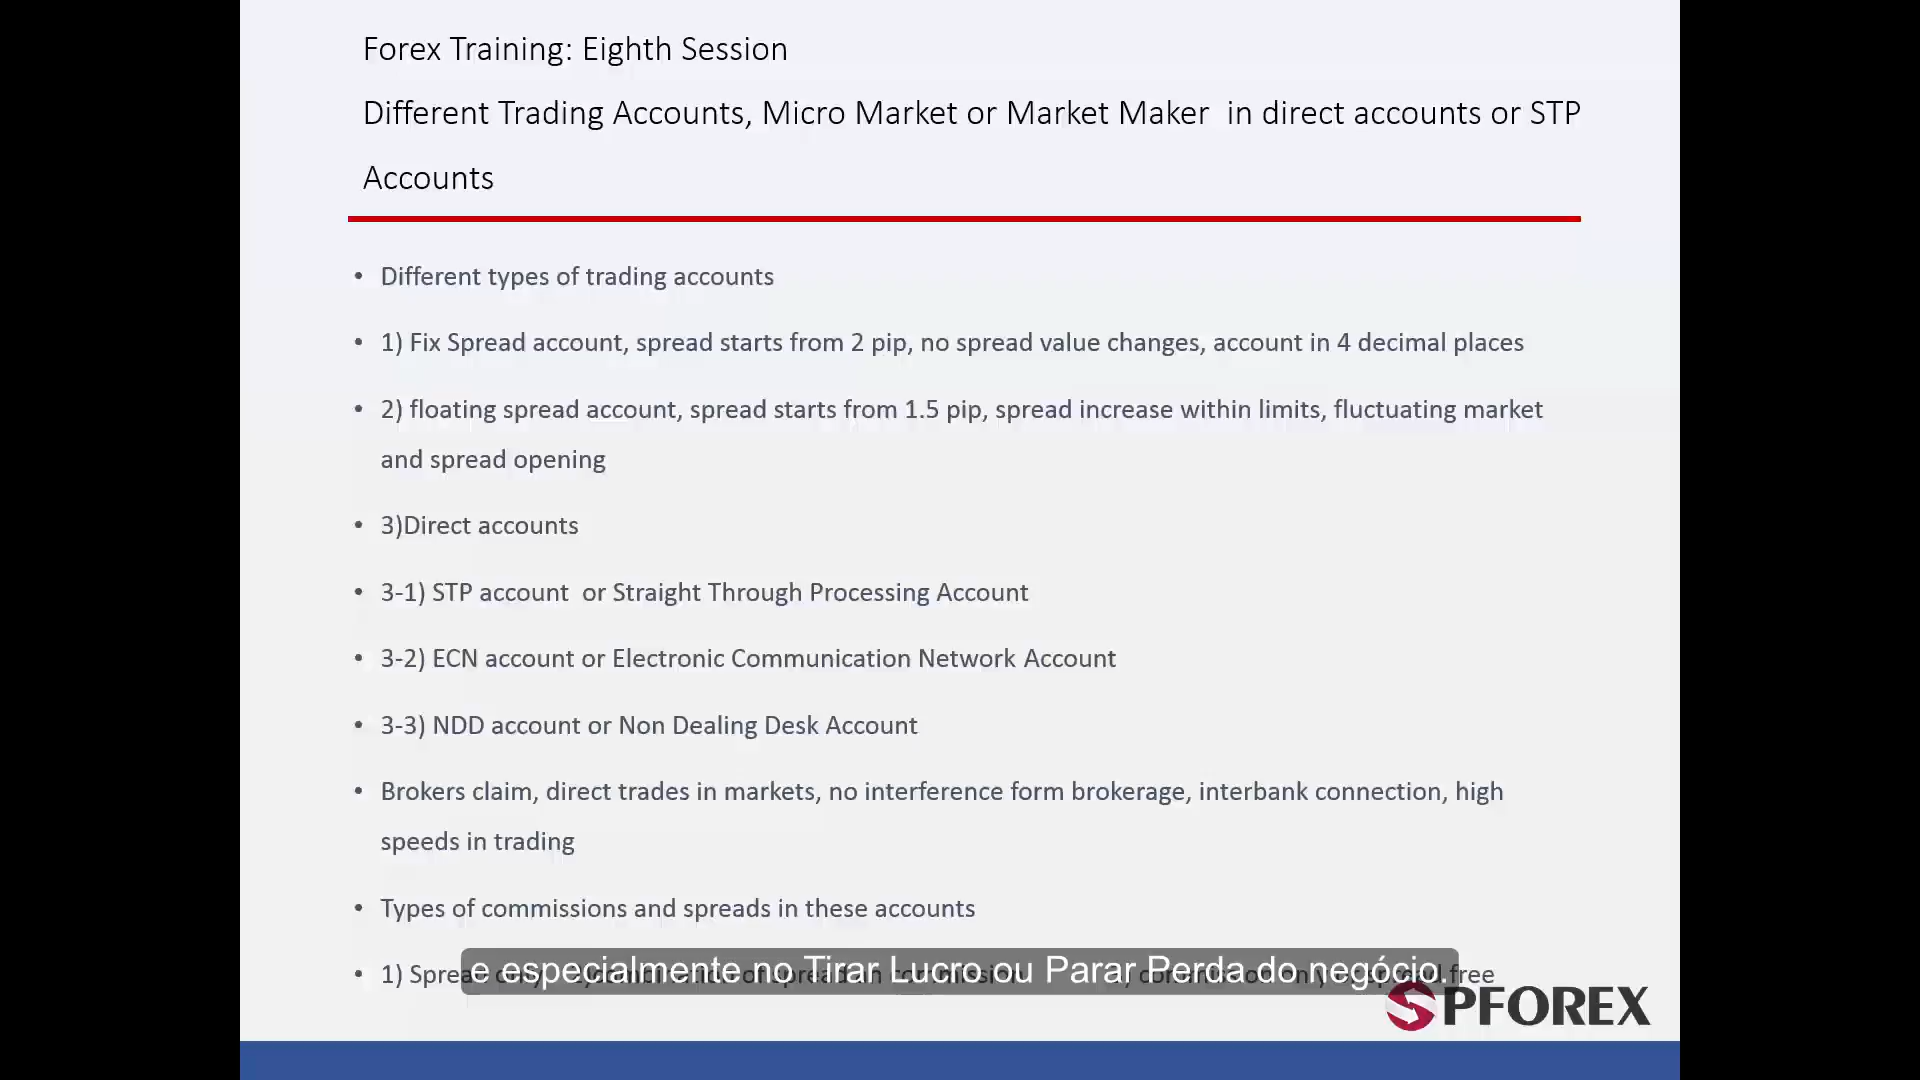 Forex Training: Eighth Session
Different Trading Accounts, Micro Market or Market Maker in direct accounts or STP
Accounts
• Different types of trading accounts
• 1) Fix Spread account, spread starts from 2 pip, no spread value changes, account in 4 decimal places
• 2) floating spread account, spread starts from 1.5 pip, spread increase within limits, fluctuating market
and spread opening
• 3)Direct accounts
• 3-1) STP account or Straight Through Processing Account
• 3-2) ECN account or Electronic Communication Network Account
• 3-3) NDD account or Non Dealing Desk Account
• Brokers claim, direct trades in markets, no interference form brokerage, interbank connection, high
speeds in trading
• Types of commissions and spreads in these accounts
• 1) Spread free
e especialmente no Tirar Lucro ou Parar Perda do negócio.
PFOREX